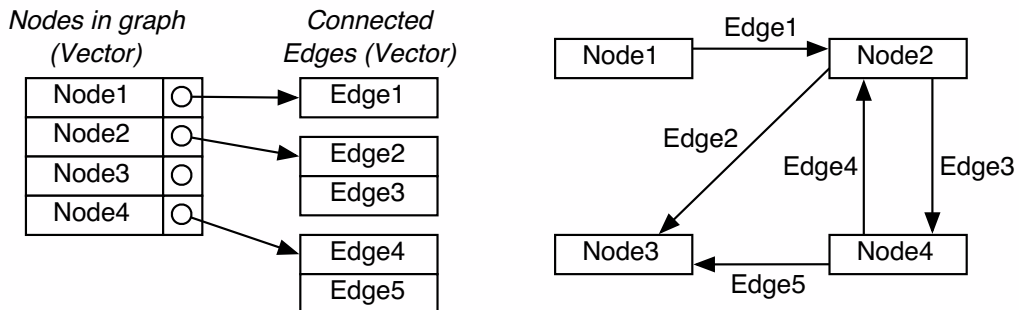 Nodes in graph
(Vector)
Connected
Edges (Vector)
Node1
Node2
Node3
Node4
Edge1
Edge2
Edge3
Edge4
Edge5
Node1
Edge1
Node2
Edge2
Edge4
Edge3
Node3
Node4
Edge5